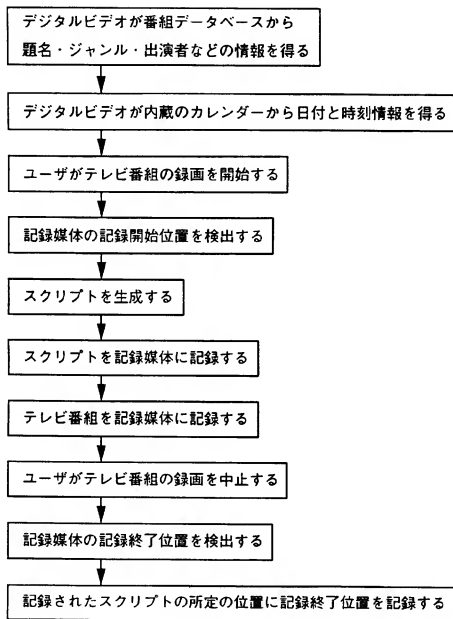 デジタルビデオが番組データベースから
題名・ジャンル・出演者などの情報を得る
デジタルビデオが内蔵のカレンダーから日付と時刻情報を得る
ユーザがテレビ番組の録画を開始する
記録媒体の記録開始位置を検出する
スクリプトを生成する
スクリプトを記録媒体に記録する
テレビ番組を記録媒体に記録する
ユーザがテレビ番組の録画を中止する
記録媒体の記録終了位置を検出する
記録されたスクリプトの所定の位置に記録終了位置を記録する